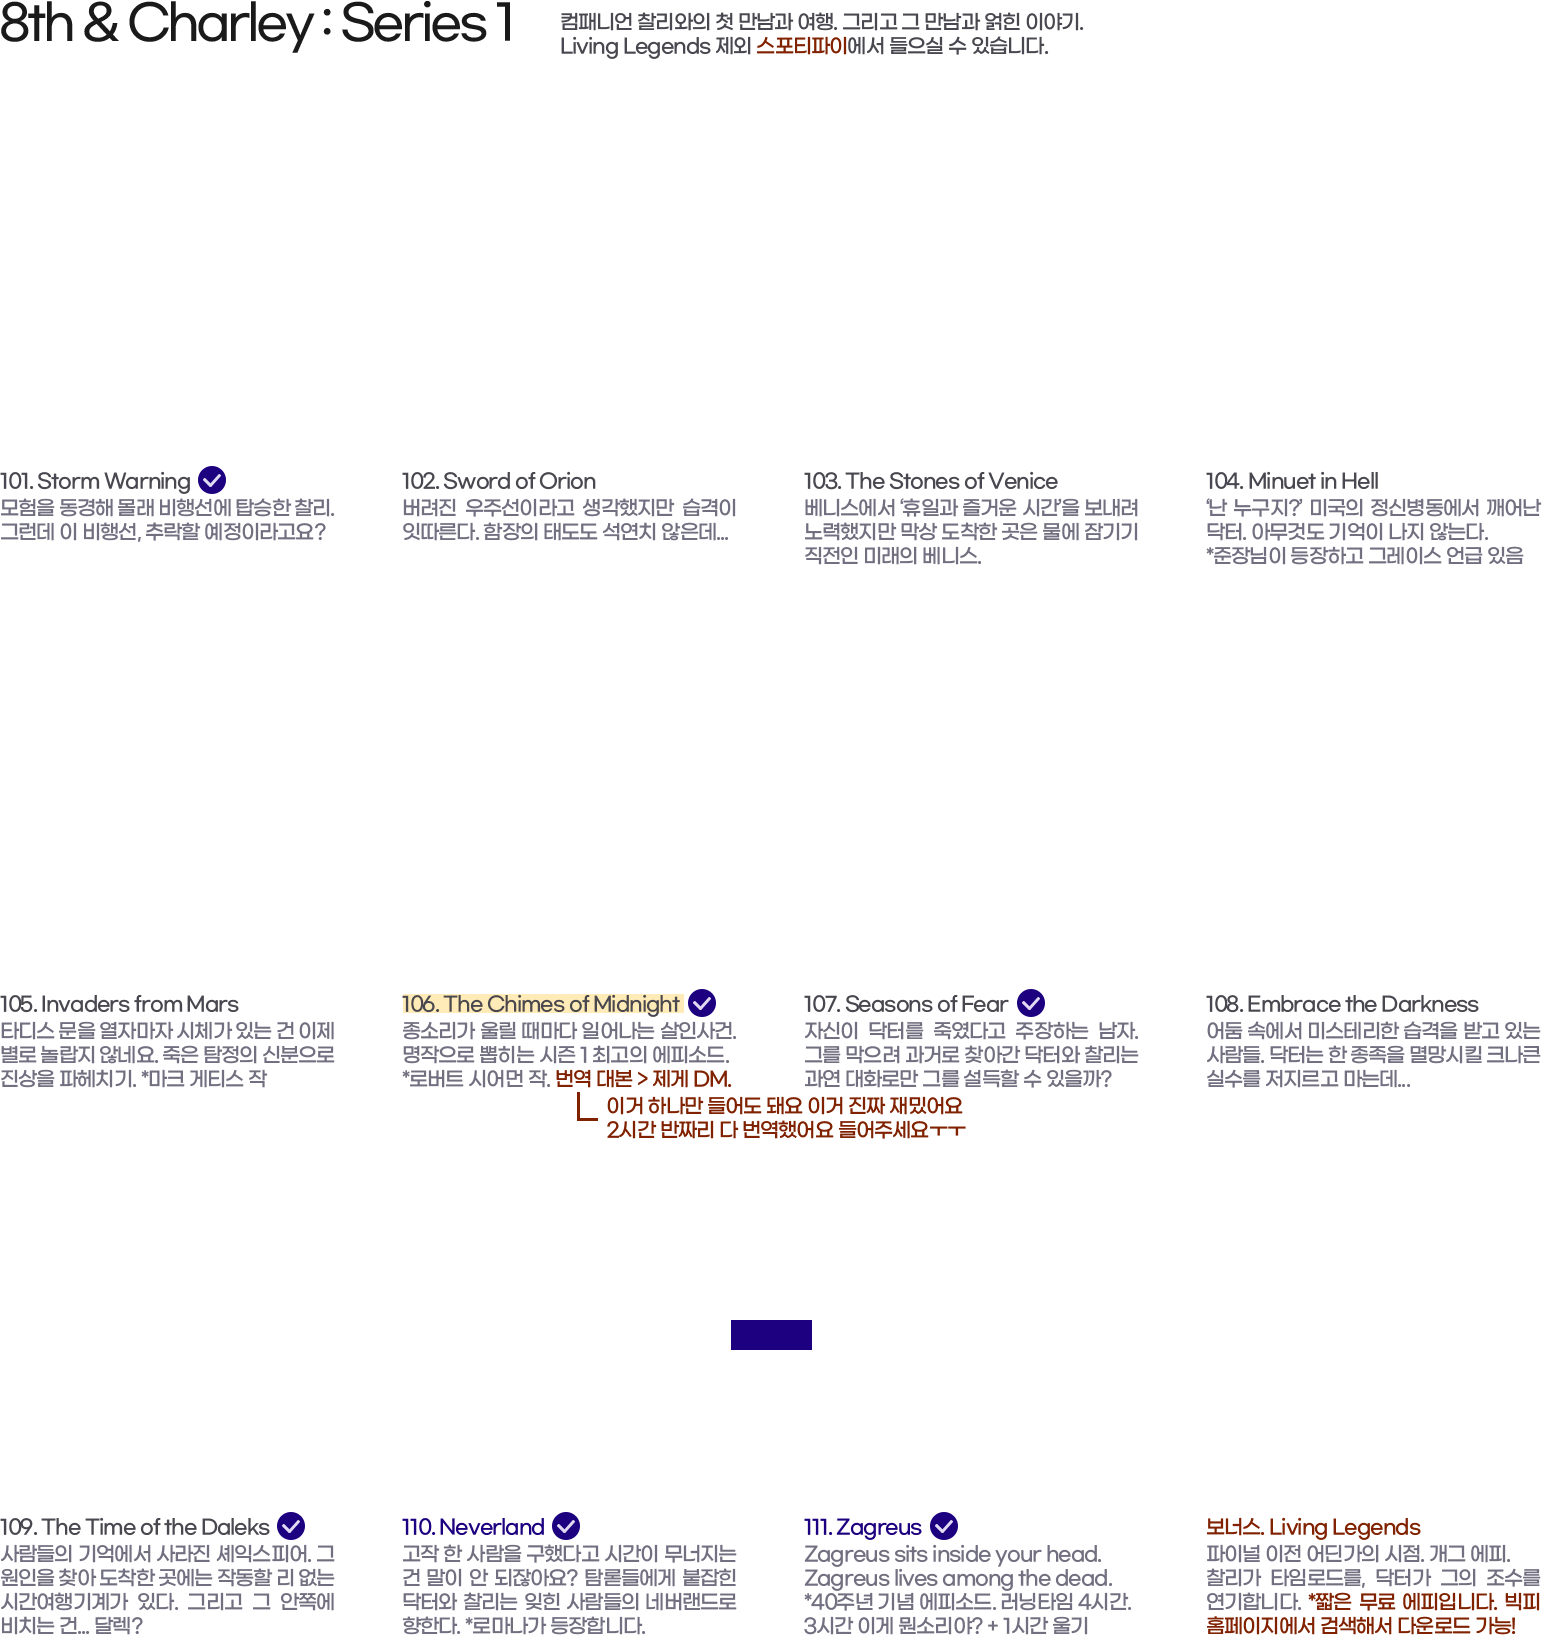 8th & Charley : Series 1
컴패니언 찰리와의 첫 만남과 여행. 그리고 그 만남과 얽힌 이야기.
Living Legends 제외 스포티파이에서 들으실 수 있습니다.
101. Storm Warning
모험을 동경해 몰래 비행선에 탑승한 찰리.
그런데 이 비행선, 추락할 예정이라고요?
102. Sword of Orion
버려진 우주선이라고 생각했지만 습격이
잇따른다. 함장의 태도도 석연치 않은데...
103. The Stones of Venice
베니스에서 ‘휴일과 즐거운 시간’을 보내려
노력했지만 막상 도착한 곳은 물에 잠기기
직전인 미래의 베니스.
104. Minuet in Hell
‘난 누구지?’ 미국의 정신병동에서 깨어난
닥터. 아무것도 기억이 나지 않는다.
*준장님이 등장하고 그레이스 언급 있음
105. Invaders from Mars
타디스 문을 열자마자 시체가 있는 건 이제
별로 놀랍지 않네요. 죽은 탐정의 신분으로
진상을 파헤치기. *마크 게티스 작
106. The Chimes of Midnight
종소리가 울릴 때마다 일어나는 살인사건.
명작으로 뽑히는 시즌 1 최고의 에피소드.
*로버트 시어먼 작. 번역 대본 > 제게 DM.
이거 하나만 들어도 돼요 이거 진짜 재밌어요
2시간 반짜리 다 번역했어요 들어주세요ㅜㅜ
107. Seasons of Fear
자신이 닥터를 죽였다고 주장하는 남자.
그를 막으려 과거로 찾아간 닥터와 찰리는
과연 대화로만 그를 설득할 수 있을까?
108. Embrace the Darkness
어둠 속에서 미스테리한 습격을 받고 있는
사람들. 닥터는 한 종족을 멸망시킬 크나큰
실수를 저지르고 마는데...
109. The Time of the Daleks
사람들의 기억에서 사라진 셰익스피어. 그
원인을 찾아 도착한 곳에는 작동할 리 없는
시간여행기계가 있다. 그리고 그 안쪽에
비치는 건... 달렉?
110. Neverland
고작 한 사람을 구했다고 시간이 무너지는
건 말이 안 되잖아요? 탐롣들에게 붙잡힌
닥터와 찰리는 잊힌 사람들의 네버랜드로
향한다. *로마나가 등장합니다.
111. Zagreus
Zagreus sits inside your head.
Zagreus lives among the dead.
*40주년 기념 에피소드. 러닝타임 4시간.
3시간 이게 뭔소리야? + 1시간 울기
보너스. Living Legends
파이널 이전 어딘가의 시점. 개그 에피.
찰리가 타임로드를, 닥터가 그의 조수를
연기합니다. *짧은 무료 에피입니다. 빅피
홈페이지에서 검색해서 다운로드 가능!